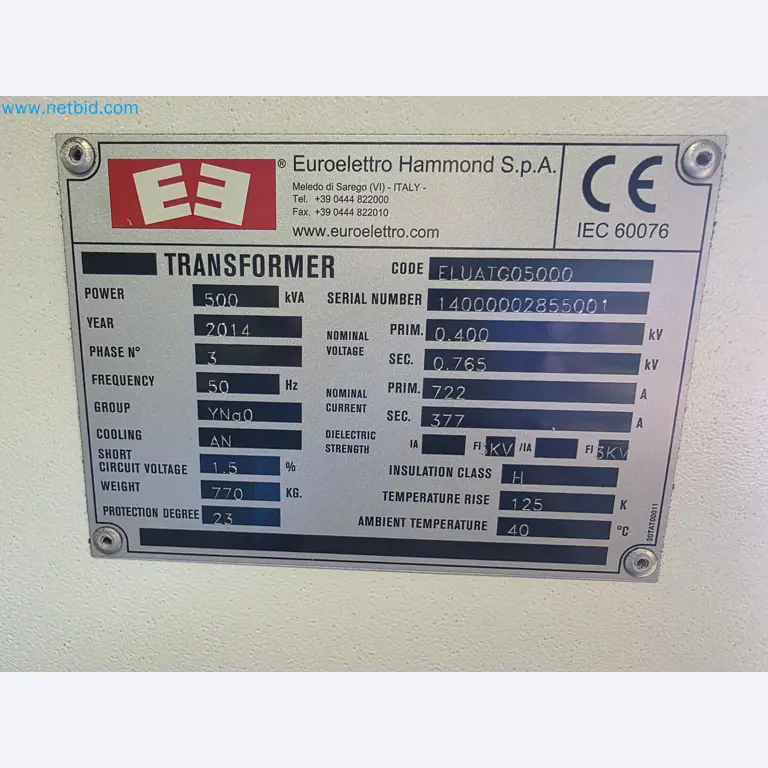 www.netbid.com
® Euroelettro Hammond S.p.A.
Meledo di Sarego (VI) - ITALY -
Tel. +39 0444 822000
Fax. +39 0444 822010
www.euroelettro.com
CE
IEC 60076
TRANSFORMER
CODE ELUATG05000
POWER 500 kVA
SERIAL NUMBER 14000002855001
YEAR 2014
NOMINAL VOLTAGE PRIM. 0.400 kV
SEC. 0.765 kV
PHASE N° 3
FREQUENCY 50 Hz
NOMINAL CURRENT PRIM. 722 A
SEC. 377 A
GROUP YNa0
COOLING AN
DIELECTRIC STRENGTH IA FI 3KV /IA FI 3KV
SHORT CIRCUIT VOLTAGE 1.5 %
INSULATION CLASS H
WEIGHT 770 KG.
TEMPERATURE RISE 125 K
PROTECTION DEGREE 23
AMBIENT TEMPERATURE 40 °C
20TAT00011